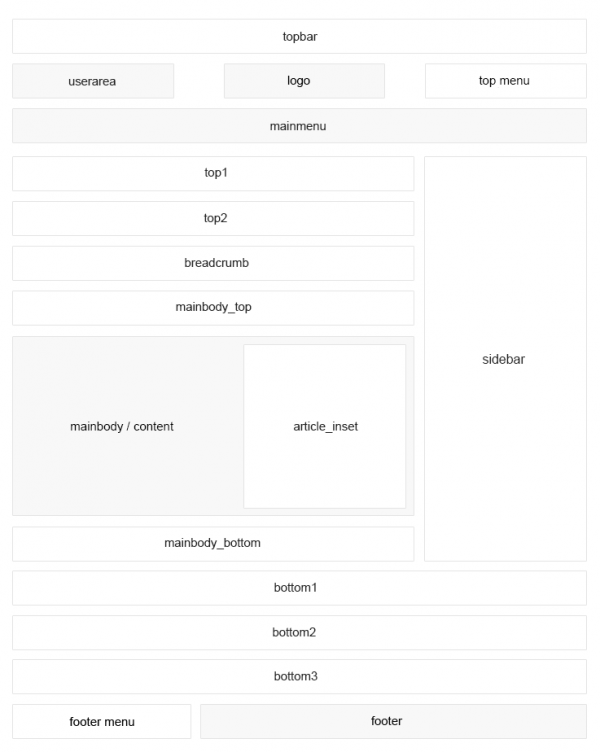 topbar
userarea
logo
top menu
mainmenu
top1
top2
breadcrumb
mainbody_top
sidebar
mainbody / content
article_inset
mainbody_bottom
bottom1
bottom2
bottom3
footer menu
footer